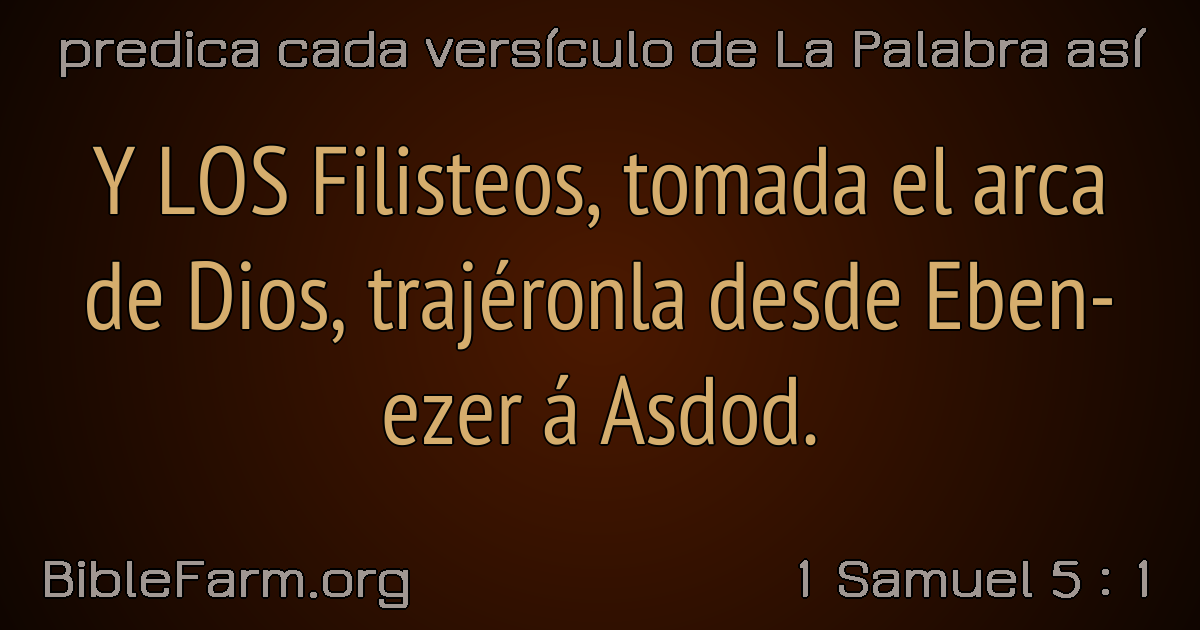 predica cada versículo de La Palabra así
Y LOS Filisteos, tomada el arca
de Dios, trajéronla desde Eben-
ezer á Asdod.
BibleFarm.org
1 Samuel 5 : 1